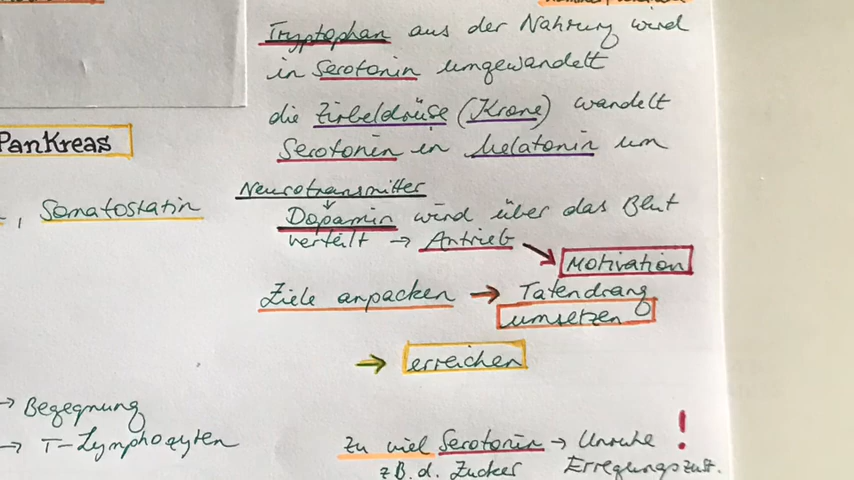 Tryptophan aus der Nahrung wird
in Serotonin umgewandelt
die Zirbeldrüse (Krone) wandelt
Serotonin in Melatonin um
PanKreas
, Somatostatin
Neurotransmitter
↓
Dopamin wird über das Blut
verteilt → Antrieb
Motivation
Ziele anpacken → Tatendrang
umsetzen
→ erreichen
→ Begegnung
→ T-Lymphozyten
zu viel Serotonin → Unruhe !
z.B. d. Zucker Erregungszust.